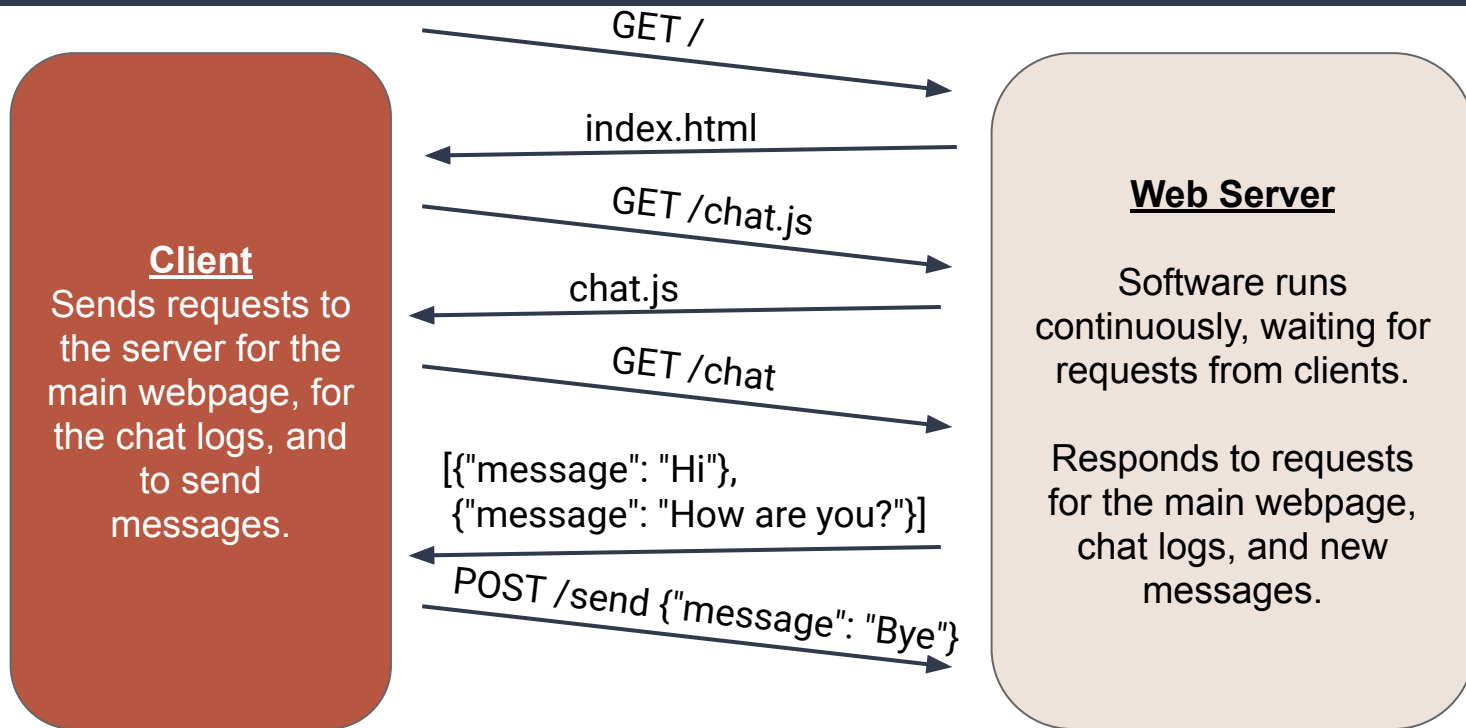 GET /
index.html
GET /chat.js
chat.js
GET /chat
[{"message": "Hi"},
{"message": "How are you?"}]
POST /send {"message": "Bye"}
Client
Sends requests to
the server for the
main webpage, for
the chat logs, and
to send
messages.
Web Server
Software runs
continuously, waiting for
requests from clients.
Responds to requests
for the main webpage,
chat logs, and new
messages.